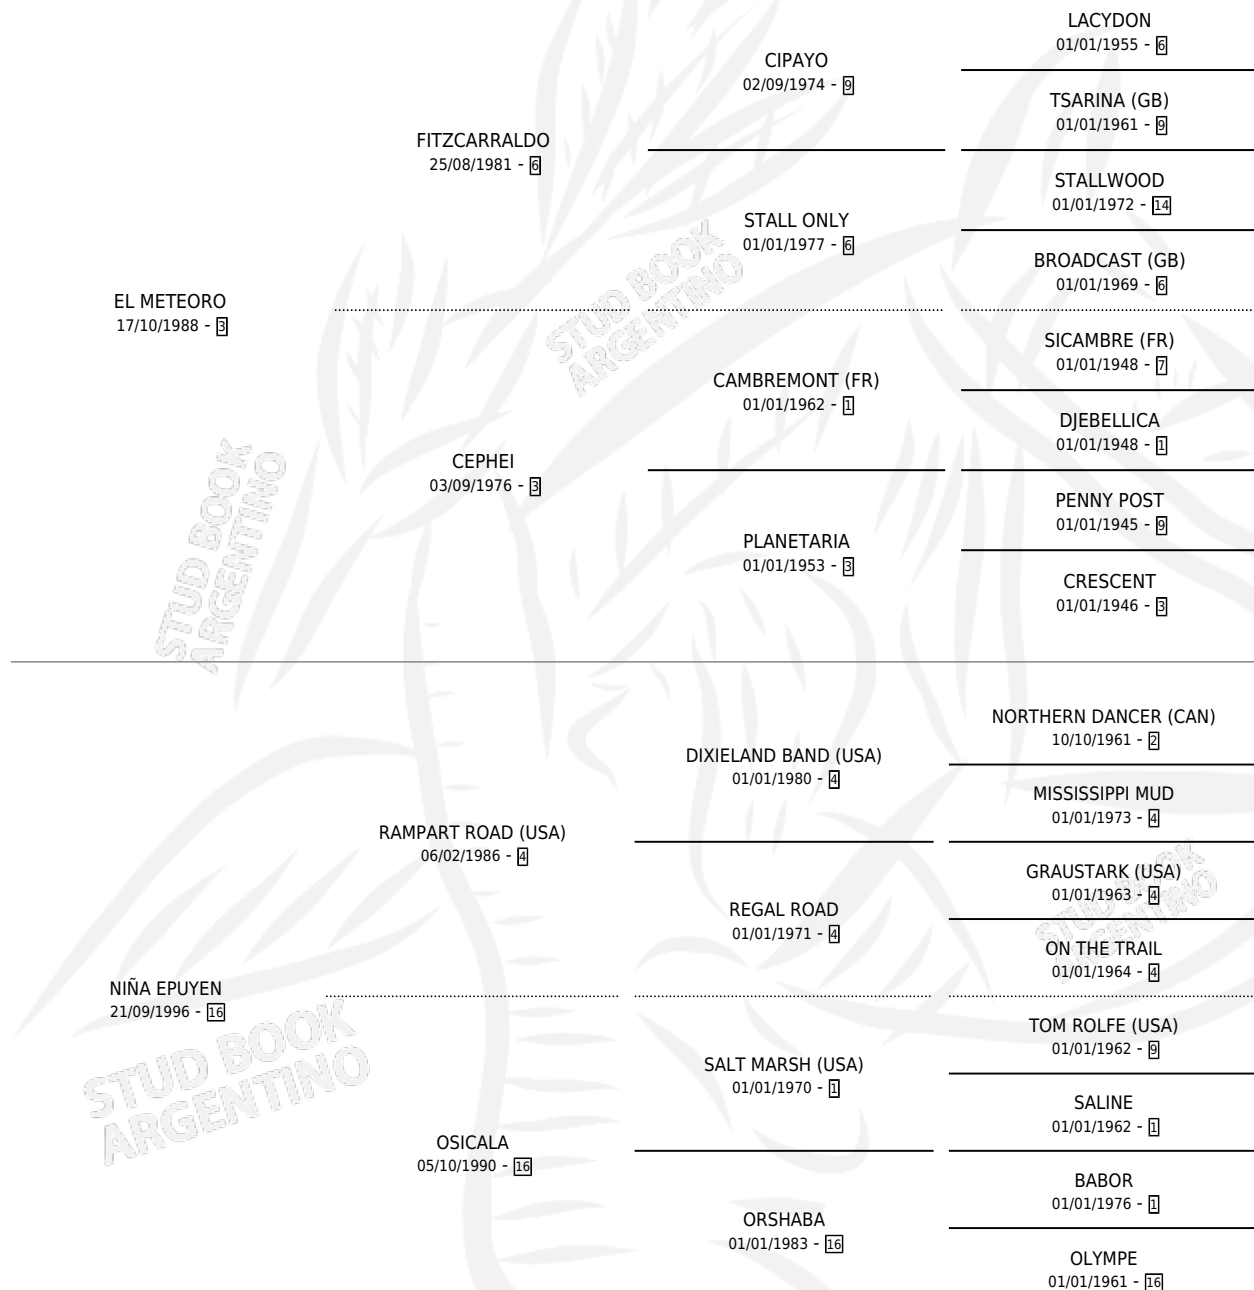 LACYDON
01/01/1955 - 6
CIPAYO
02/09/1974 - 9
TSARINA (GB)
01/01/1961 - 9
FITZCARRALDO
25/08/1981 - 6
STALLWOOD
01/01/1972 - 14
STALL ONLY
01/01/1977 - 6
BROADCAST (GB)
01/01/1969 - 6
EL METEORO
17/10/1988 - 3
STUD BOOK
ARGENTINO
SICAMBRE (FR)
01/01/1948 - 7
CAMBREMONT (FR)
01/01/1962 - 1
DJEBELLICA
01/01/1948 - 1
CEPHEI
03/09/1976 - 3
PENNY POST
01/01/1945 - 9
PLANETARIA
01/01/1953 - 3
CRESCENT
01/01/1946 - 3
STUD BOOK
ARGENTINO
NORTHERN DANCER (CAN)
10/10/1961 - 2
DIXIELAND BAND (USA)
01/01/1980 - 4
MISSISSIPPI MUD
01/01/1973 - 4
RAMPART ROAD (USA)
06/02/1986 - 4
GRAUSTARK (USA)
01/01/1963 - 4
REGAL ROAD
01/01/1971 - 4
ON THE TRAIL
01/01/1964 - 4
STUD BOOK
ARGENTINO
NIÑA EPUYEN
21/09/1996 - 16
TOM ROLFE (USA)
01/01/1962 - 9
SALT MARSH (USA)
01/01/1970 - 1
SALINE
01/01/1962 - 1
STUD BOOK
ARGENTINO
OSICALA
05/10/1990 - 16
BABOR
01/01/1976 - 1
ORSHABA
01/01/1983 - 16
OLYMPE
01/01/1961 - 16